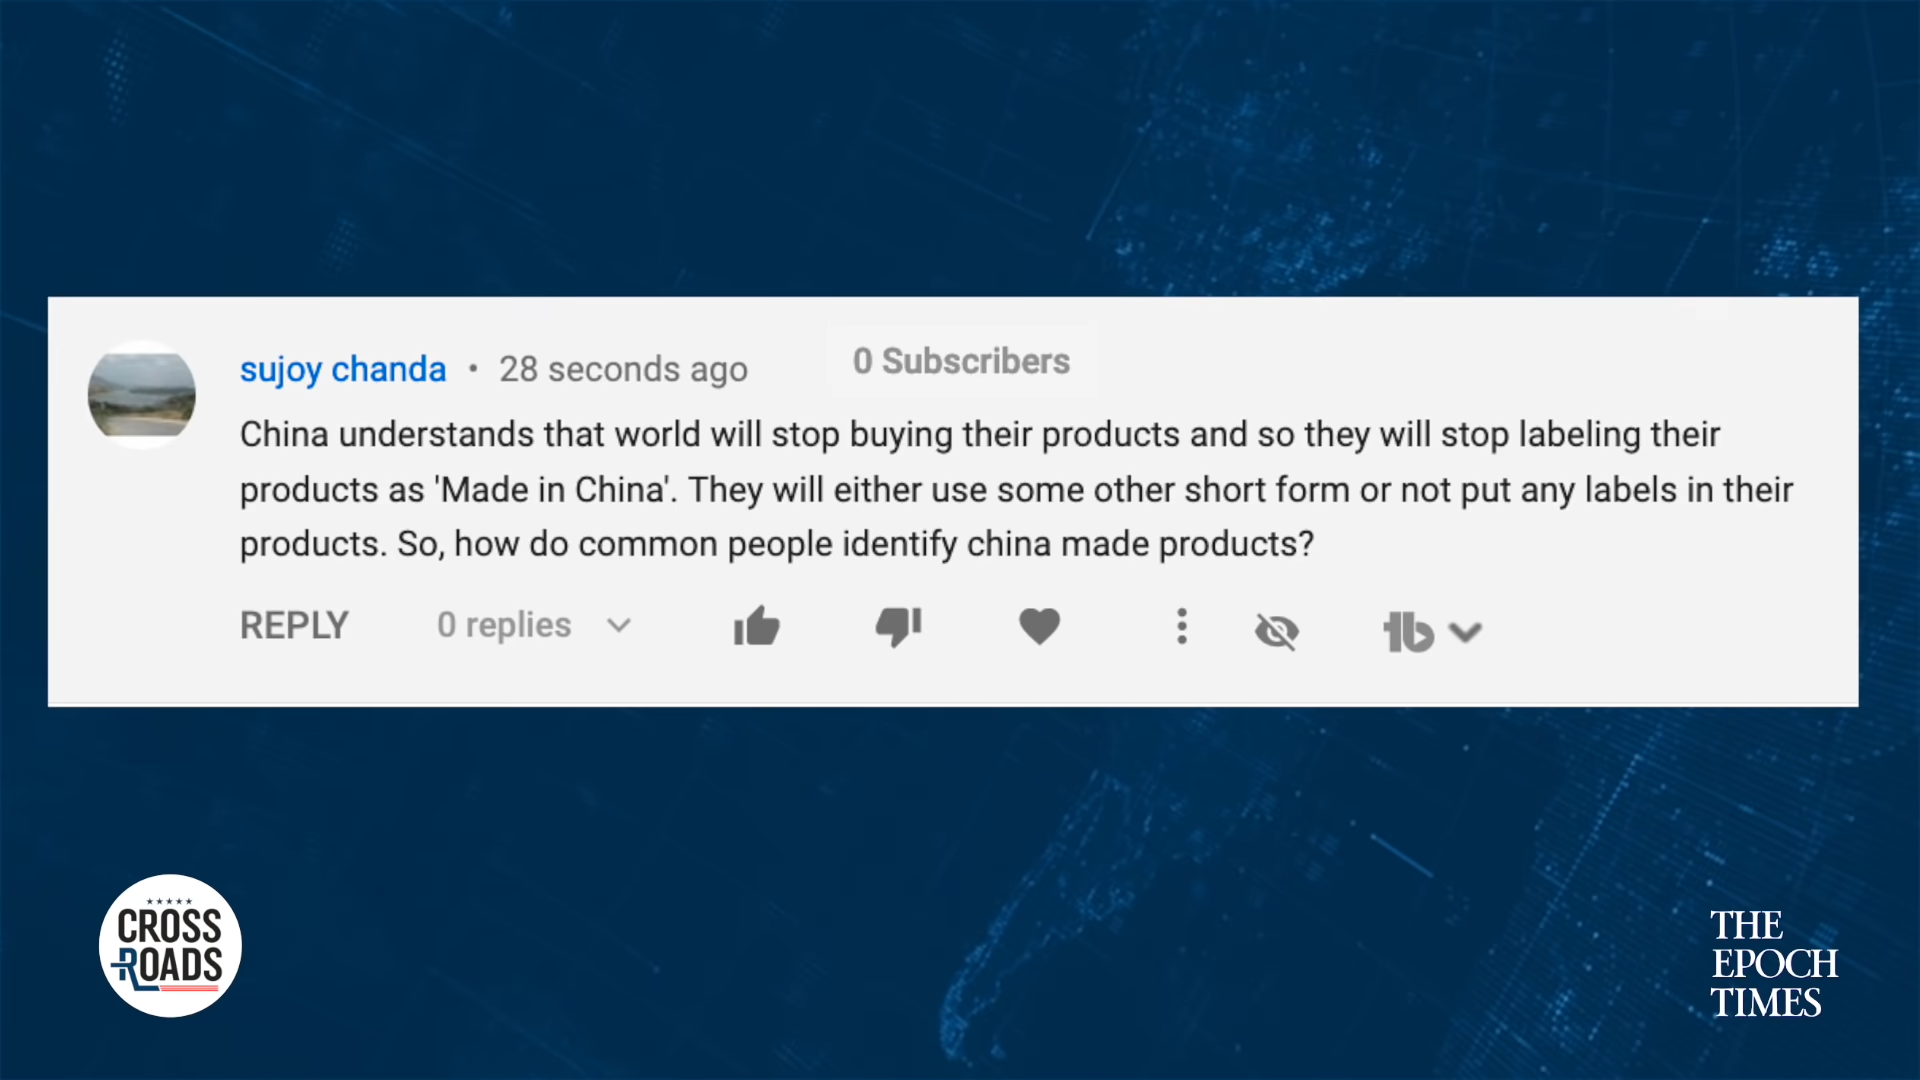 sujoy chanda • 28 seconds ago 0 Subscribers
China understands that world will stop buying their products and so they will stop labeling their
products as 'Made in China'. They will either use some other short form or not put any labels in their
products. So, how do common people identify china made products?
REPLY 0 replies
CROSS
ROADS
THE
EPOCH
TIMES